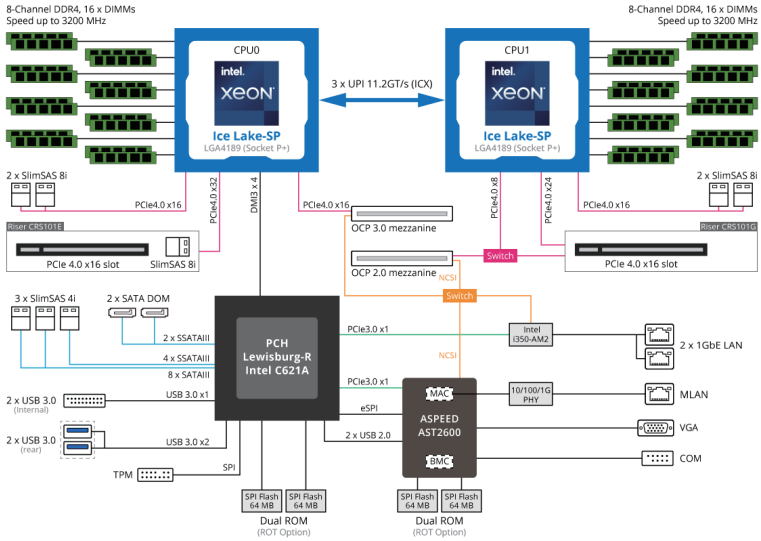 8-Channel DDR4, 16 x DIMMs
Speed up to 3200 MHz
8-Channel DDR4, 16 x DIMMs
Speed up to 3200 MHz
CPU0
intel.
XEON
Ice Lake-SP
LGA4189 (Socket P+)
3 x UPI 11.2GT/s (ICX)
CPU1
intel.
XEON
Ice Lake-SP
LGA4189 (Socket P+)
2 x SlimSAS 8i
PCIe4.0 x16
PCIe4.0 x32
DMI3 x 4
PCIe4.0 x16
OCP 3.0 mezzanine
PCIe4.0 x8
PCIe4.0 x24
PCIe4.0 x16
2 x SlimSAS 8i
Riser CRS101E
PCIe 4.0 x16 slot
SlimSAS 8i
OCP 2.0 mezzanine
NCSI
Switch
Riser CRS101G
PCIe 4.0 x16 slot
Switch
3 x SlimSAS 4i
2 x SATA DOM
2 x SSATAIII
4 x SSATAIII
8 x SATAIII
PCH
Lewisburg-R
Intel C621A
PCIe3.0 x1
NCSI
Intel
i350-AM2
2 x 1GbE LAN
2 x USB 3.0
(Internal)
USB 3.0 x1
PCIe3.0 x1
MAC
10/100/1G
PHY
MLAN
eSPI
ASPEED
AST2600
2 x USB 3.0
(rear)
USB 3.0 x2
2 x USB 2.0
VGA
BMC
COM
TPM
SPI
SPI Flash
64 MB
SPI Flash
64 MB
Dual ROM
(ROT Option)
SPI Flash
64 MB
SPI Flash
64 MB
Dual ROM
(ROT Option)